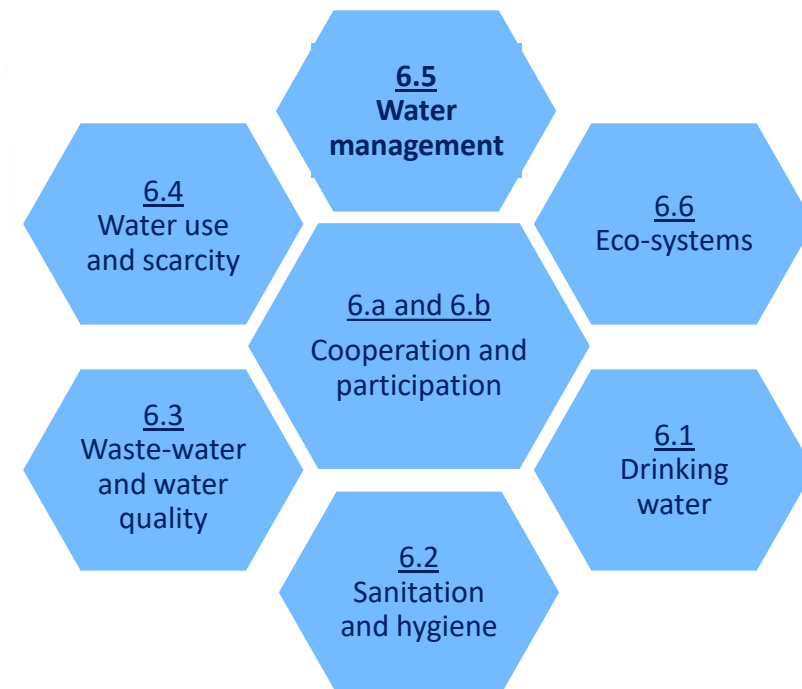 6.5
Water
management
6.4
Water use
and scarcity
6.6
Eco-systems
6.a and 6.b
Cooperation and
participation
6.3
Waste-water
and water
quality
6.1
Drinking
water
6.2
Sanitation
and hygiene